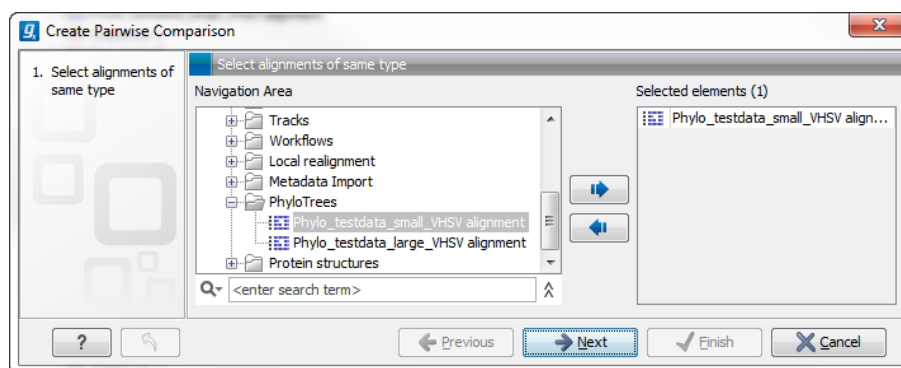 Create Pairwise Comparison
1. Select alignments of
same type
Select alignments of same type
Navigation Area
Tracks
Workflows
Local realignment
Metadata Import
PhyloTrees
Phylo_testdata_small_VHSV alignment
Phylo_testdata_large_VHSV alignment
Protein structures
<enter search term>
Selected elements (1)
Phylo_testdata_small_VHSV align...
?
Previous
Next
Finish
Cancel